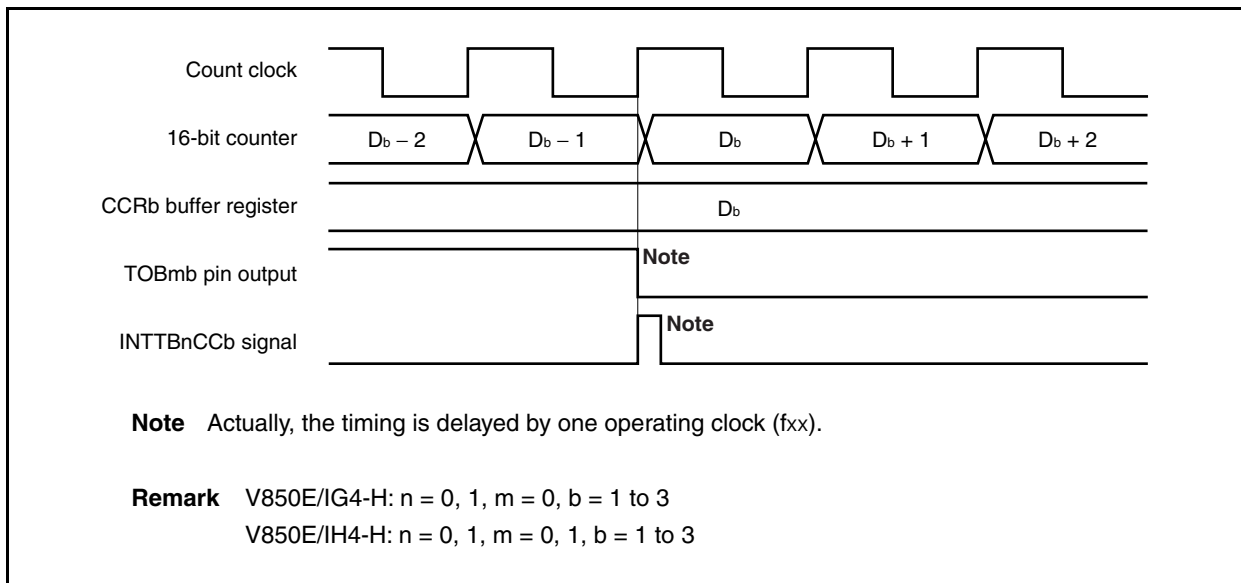 Count clock
16-bit counter
Db − 2 Db − 1 Db Db + 1 Db + 2
CCRb buffer register
Db
TOBmb pin output
Note
INTTBnCCb signal
Note
Note Actually, the timing is delayed by one operating clock (fxx).
Remark V850E/IG4-H: n = 0, 1, m = 0, b = 1 to 3
V850E/IH4-H: n = 0, 1, m = 0, 1, b = 1 to 3